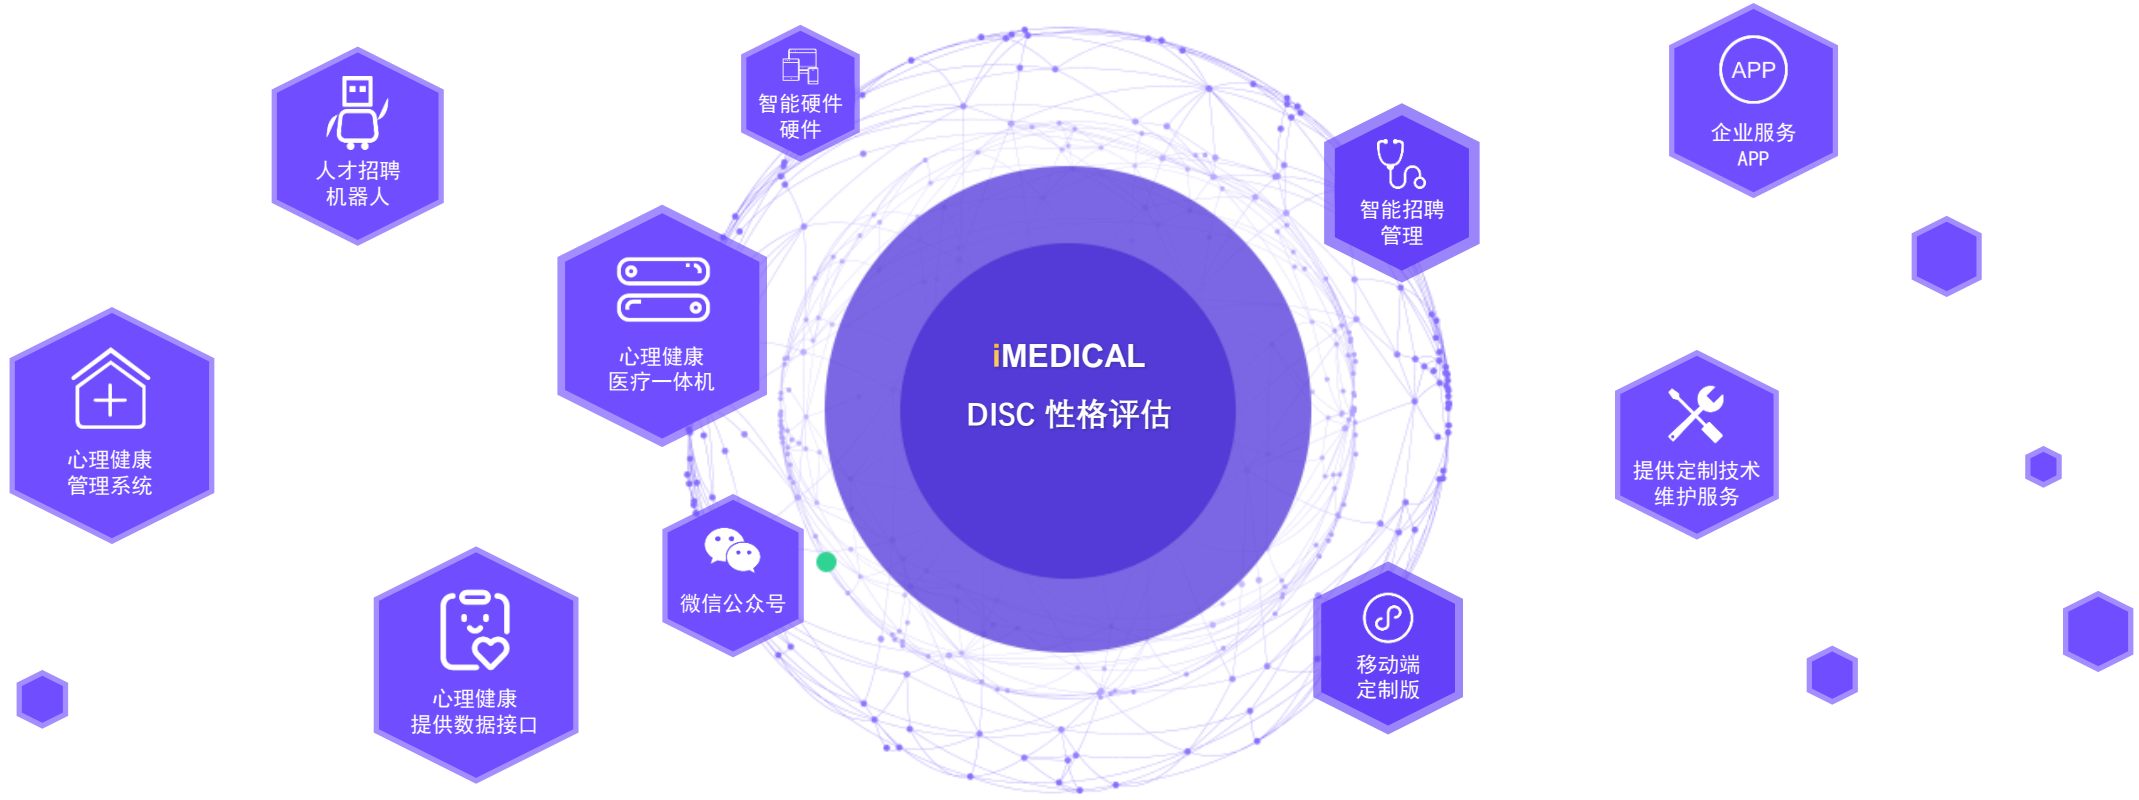 人才招聘
机器人
智能硬件
硬件
智能招聘
管理
APP
企业服务
APP
心理健康
医疗一体机
iMEDICAL
DISC 性格评估
心理健康
管理系统
提供定制技术
维护服务
微信公众号
移动端
定制版
心理健康
提供数据接口